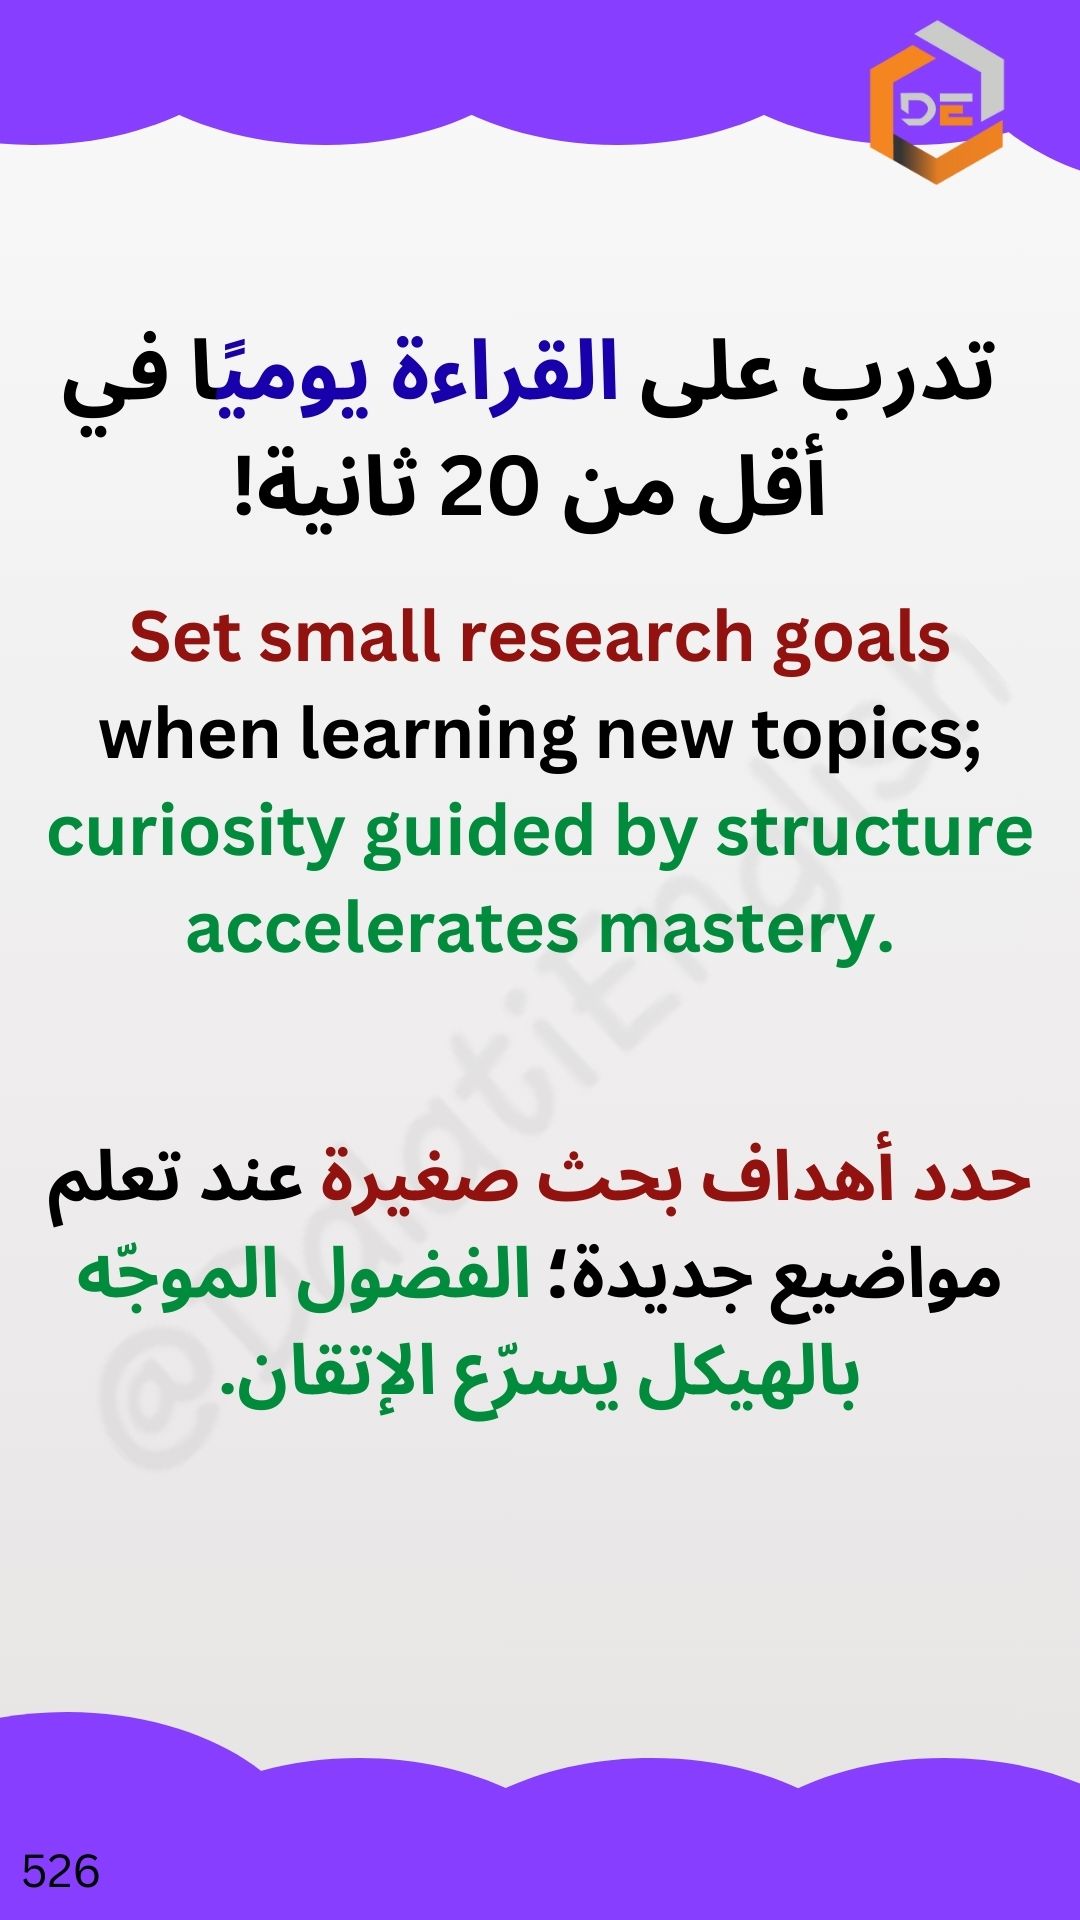 DE
تدرب على القراءة يوميًا في
أقل من 20 ثانية!
Set small research goals
when learning new topics;
curiosity guided by structure
accelerates mastery.
@DalatiEnglish
حدد أهداف بحث صغيرة عند تعلم
مواضيع جديدة؛ الفضول الموجّه
بالهيكل يسرّع الإتقان.
526